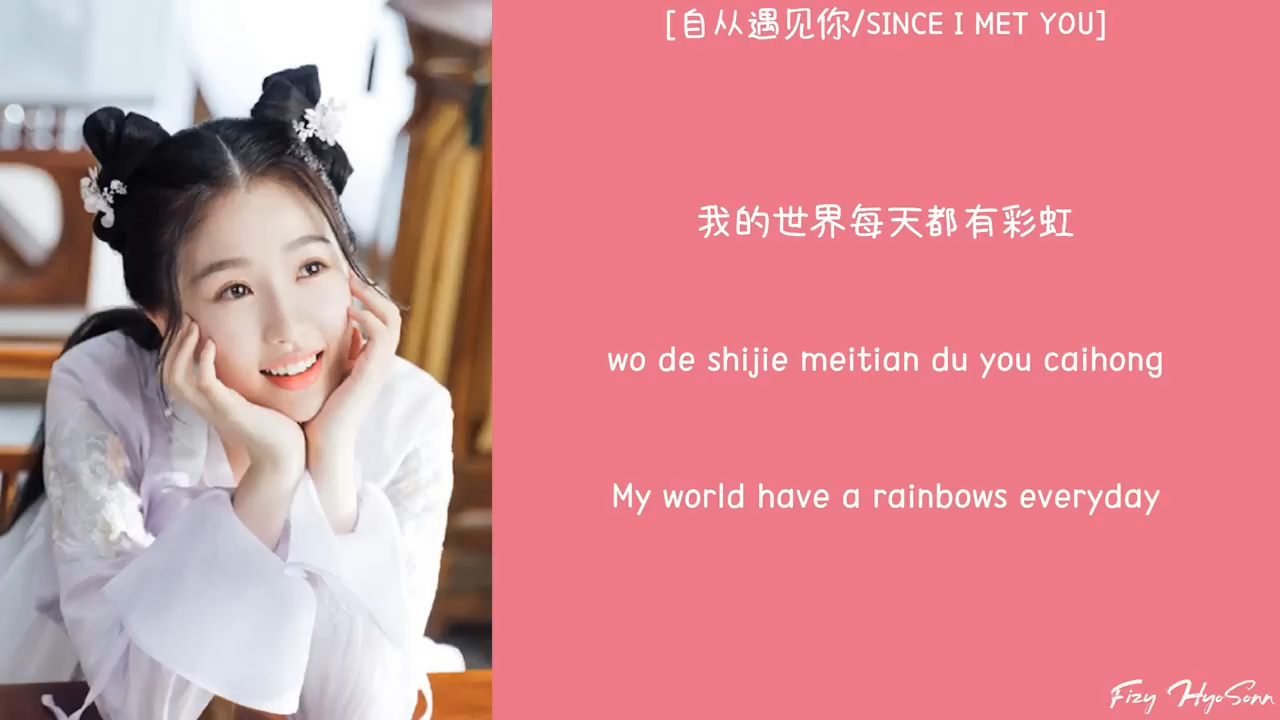 [自从遇见你/SINCE I MET YOU]
我的世界每天都有彩虹
wo de shijie meitian du you caihong
My world have a rainbows everyday
Fizy HyoSonn